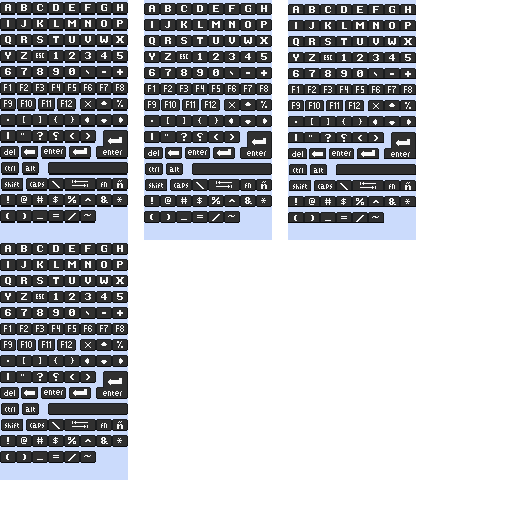 A B C D E F G H
I J K L M N O P
Q R S T U V W X
Y Z ESC 1 2 3 4 5
6 7 8 9 0 - +
F1 F2 F3 F4 F5 F6 F7 F8
F9 F10 F11 F12 × %
[ ] { }
" ? < >
del enter enter
ctrl alt
shift caps \ fn ñ
! @ # $ % ^ & *
( ) _ = / ~
A B C D E F G H
I J K L M N O P
Q R S T U V W X
Y Z ESC 1 2 3 4 5
6 7 8 9 0 - +
F1 F2 F3 F4 F5 F6 F7 F8
F9 F10 F11 F12 × %
[ ] { }
" ? < >
del enter enter
ctrl alt
shift caps \ fn ñ
! @ # $ % ^ & *
( ) _ = / ~
A B C D E F G H
I J K L M N O P
Q R S T U V W X
Y Z ESC 1 2 3 4 5
6 7 8 9 0 - +
F1 F2 F3 F4 F5 F6 F7 F8
F9 F10 F11 F12 × %
[ ] { }
" ? < >
del enter enter
ctrl alt
shift caps \ fn ñ
! @ # $ % ^ & *
( ) _ = / ~
A B C D E F G H
I J K L M N O P
Q R S T U V W X
Y Z ESC 1 2 3 4 5
6 7 8 9 0 - +
F1 F2 F3 F4 F5 F6 F7 F8
F9 F10 F11 F12 × %
[ ] { }
" ? < >
del enter enter
ctrl alt
shift caps \ fn ñ
! @ # $ % ^ & *
( ) _ = / ~